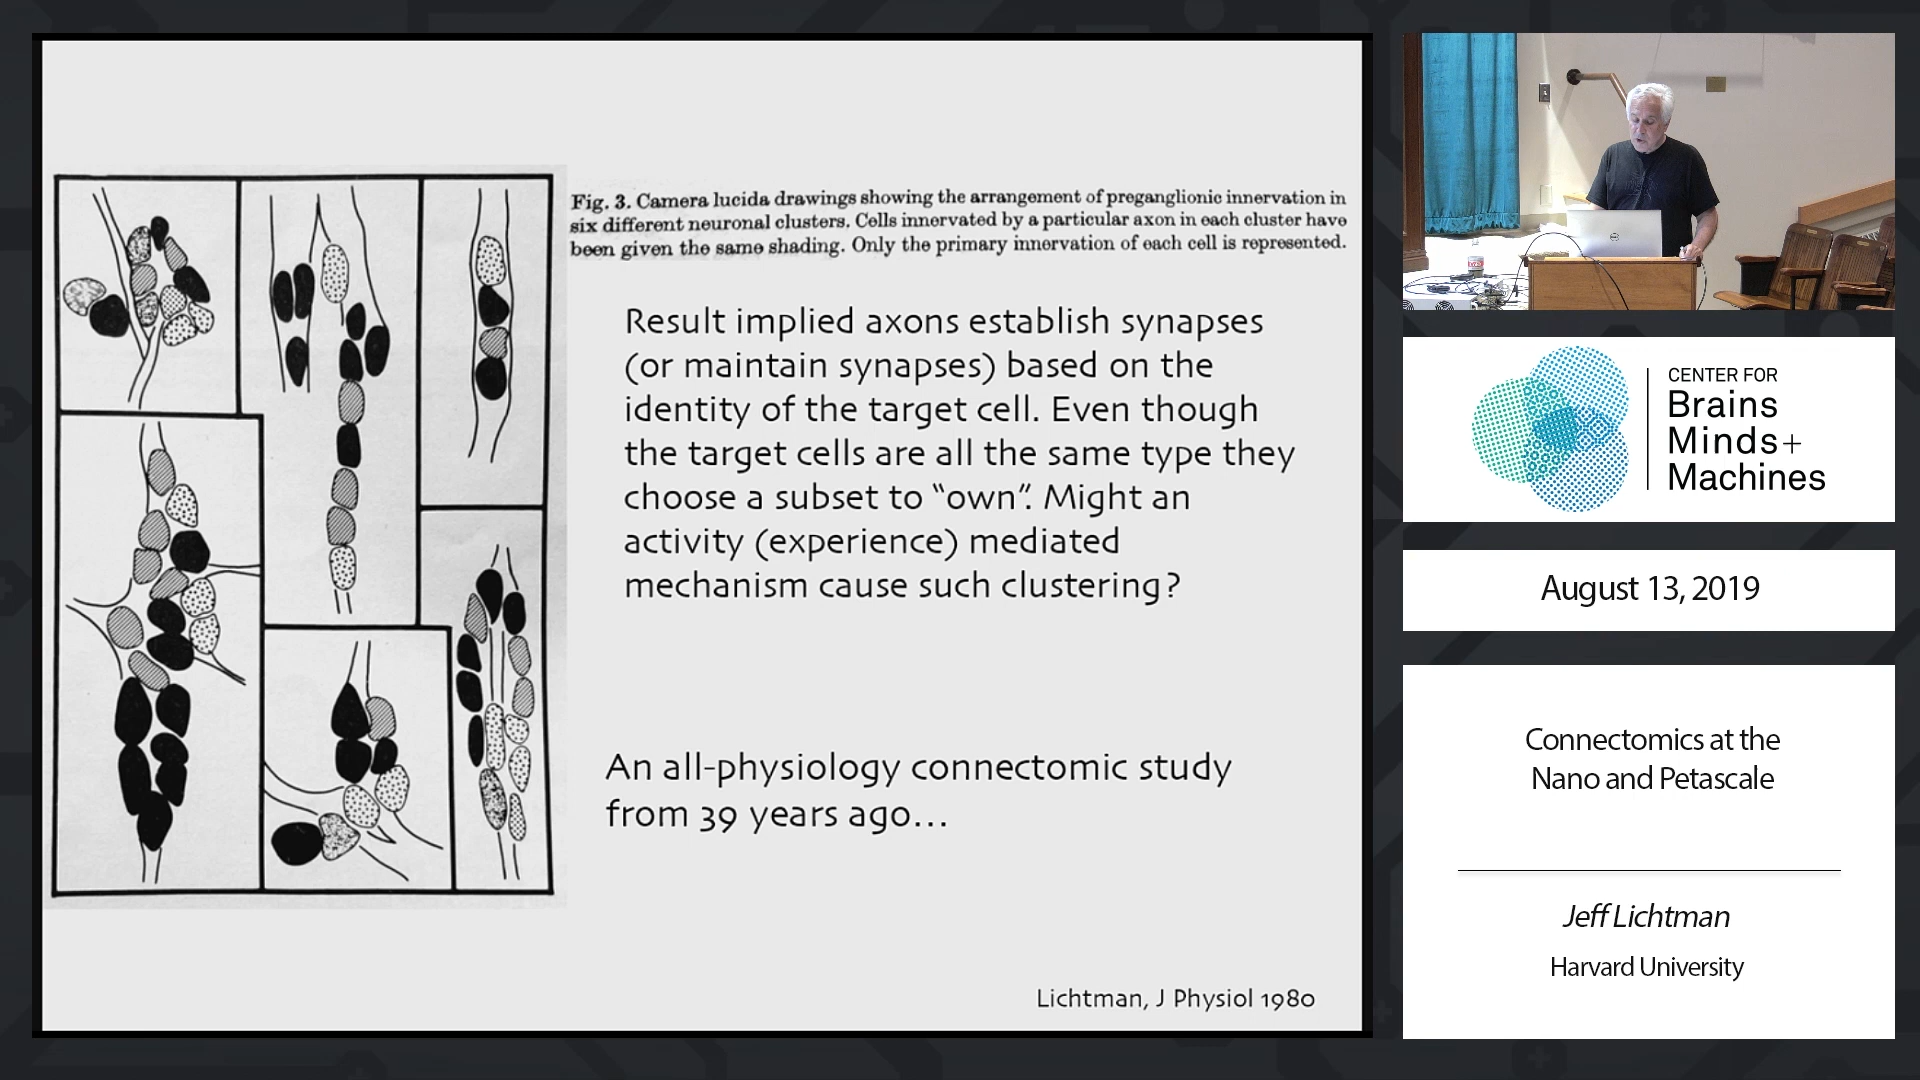 Fig. 3. Camera lucida drawings showing the arrangement of preganglionic innervation in
six different neuronal clusters. Cells innervated by a particular axon in each cluster have
been given the same shading. Only the primary innervation of each cell is represented.
Result implied axons establish synapses
(or maintain synapses) based on the
identity of the target cell. Even though
the target cells are all the same type they
choose a subset to “own”. Might an
activity (experience) mediated
mechanism cause such clustering?
An all-physiology connectomic study
from 39 years ago...
Lichtman, J Physiol 1980
CENTER FOR
Brains
Minds+
Machines
August 13, 2019
Connectomics at the
Nano and Petascale
Jeff Lichtman
Harvard University